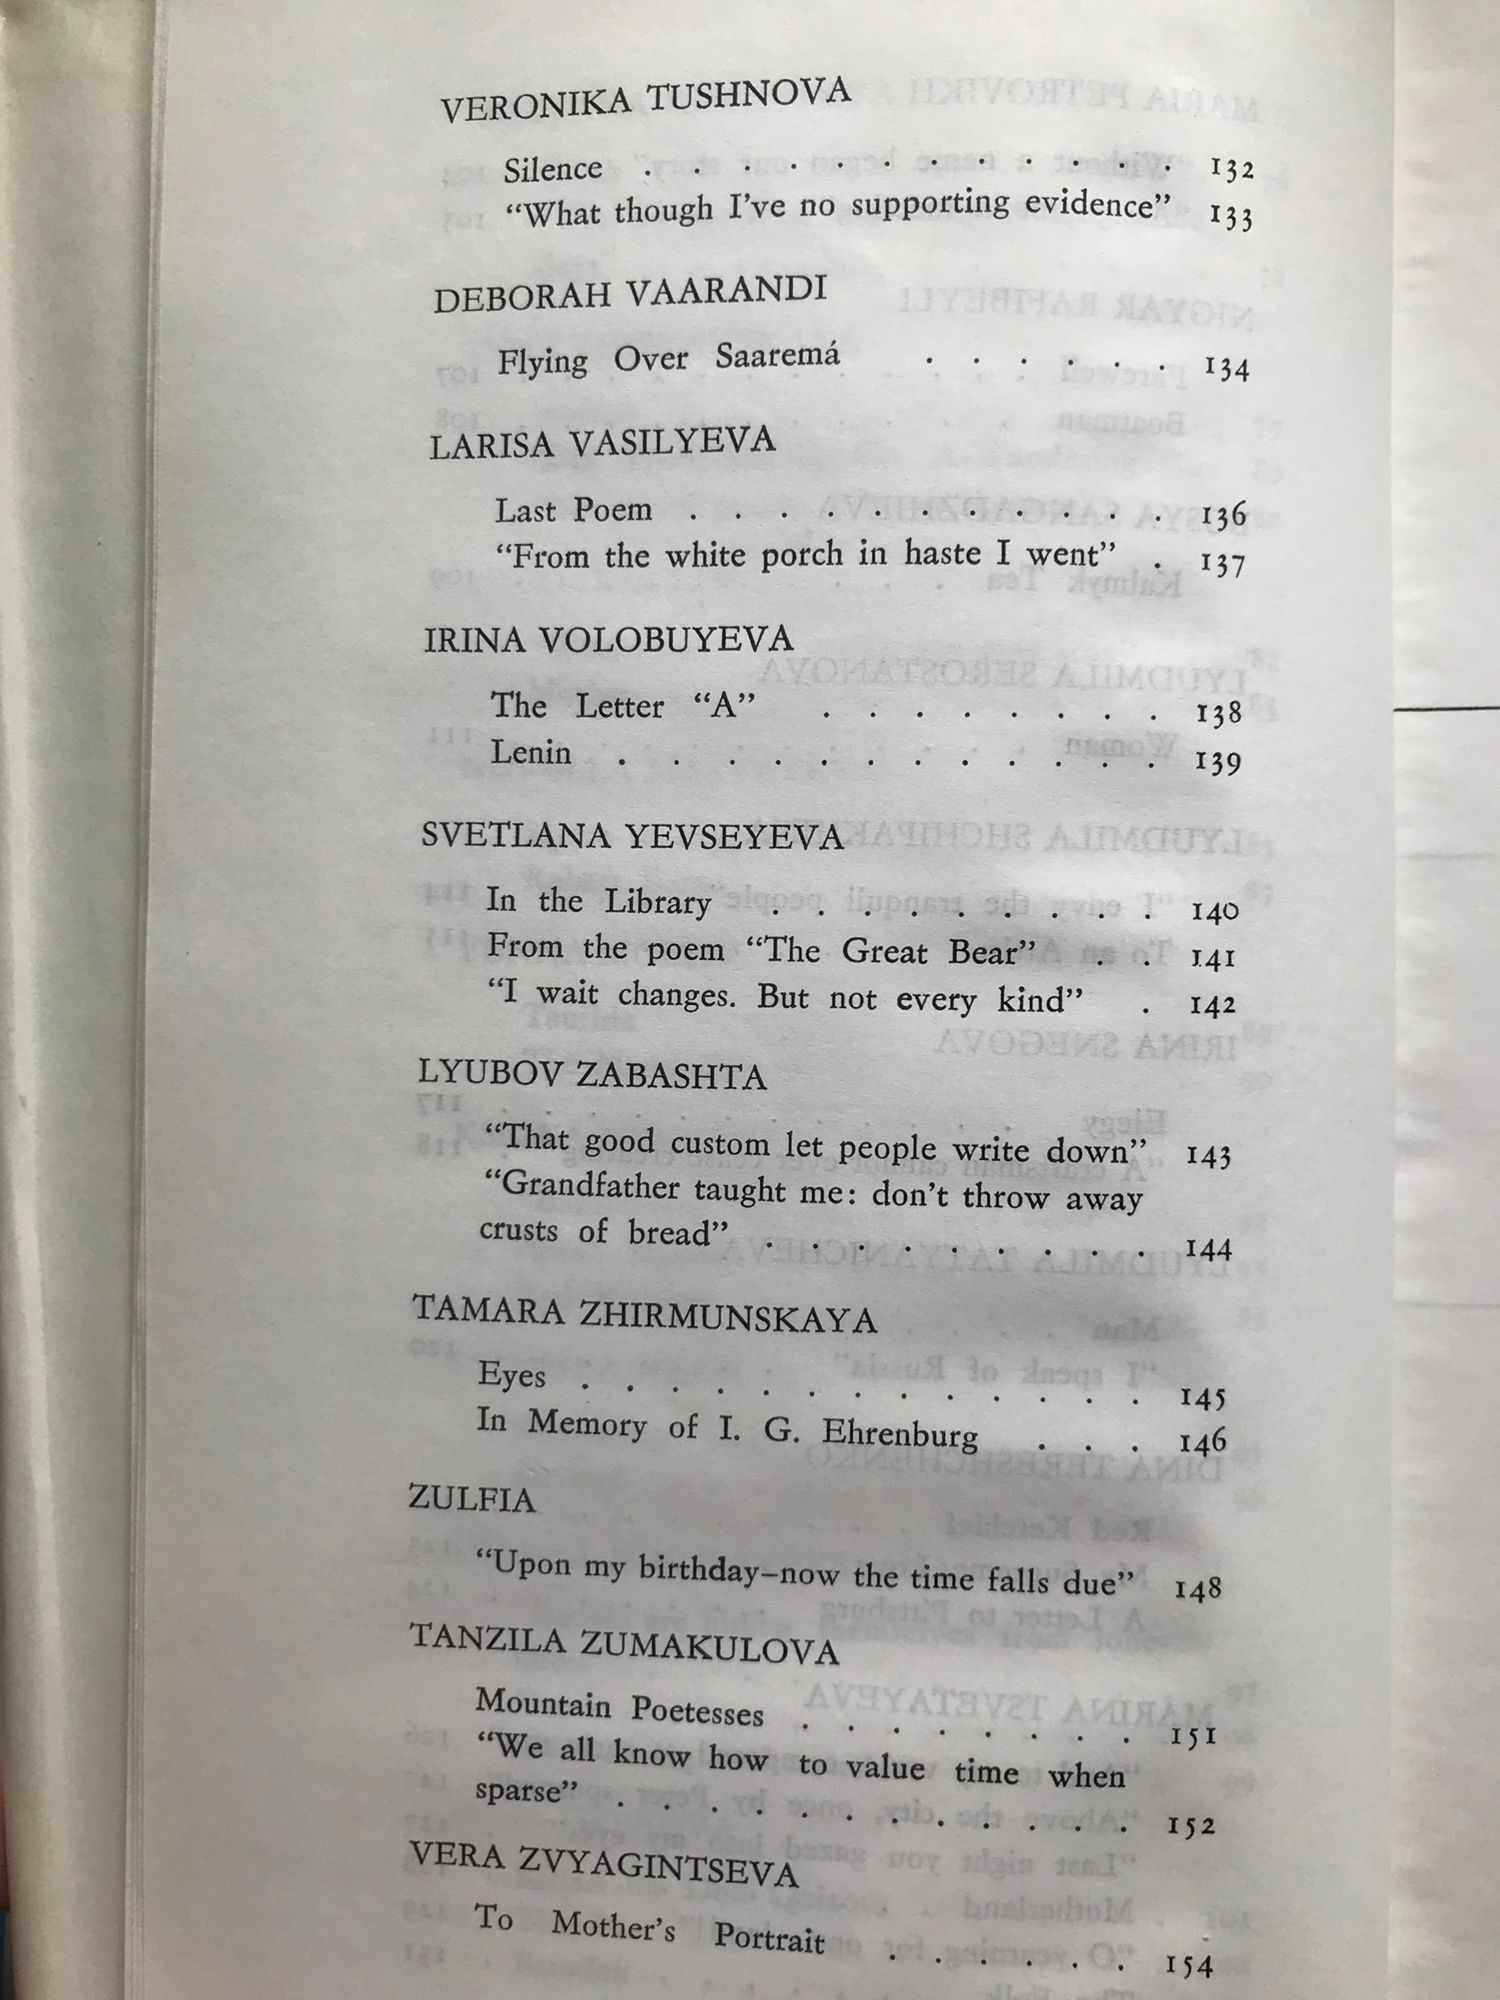 VERONIKA TUSHNOVA
Silence . . . . . . . . . . . . 132
“What though I've no supporting evidence” 133
DEBORAH VAARANDI
Flying Over Saaremá . . . . . . 134
LARISA VASILYEVA
Last Poem . . . . . . . . . . . 136
“From the white porch in haste I went” . 137
IRINA VOLOBUYEVA
The Letter “A” . . . . . . . . 138
Lenin . . . . . . . . . . . . 139
SVETLANA YEVSEYEVA
In the Library . . . . . . . . . 140
From the poem “The Great Bear” . . 141
“I wait changes. But not every kind” . 142
LYUBOV ZABASHTA
“That good custom let people write down” 143
“Grandfather taught me: don't throw away
crusts of bread” . . . . . . . . . 144
TAMARA ZHIRMUNSKAYA
Eyes . . . . . . . . . . . . . 145
In Memory of I. G. Ehrenburg . . . 146
ZULFIA
“Upon my birthday–now the time falls due” 148
TANZILA ZUMAKULOVA
Mountain Poetesses . . . . . . . . 151
“We all know how to value time when
sparse” . . . . . . . . . . . . 152
VERA ZVYAGINTSEVA
To Mother's Portrait . . . . . . 154